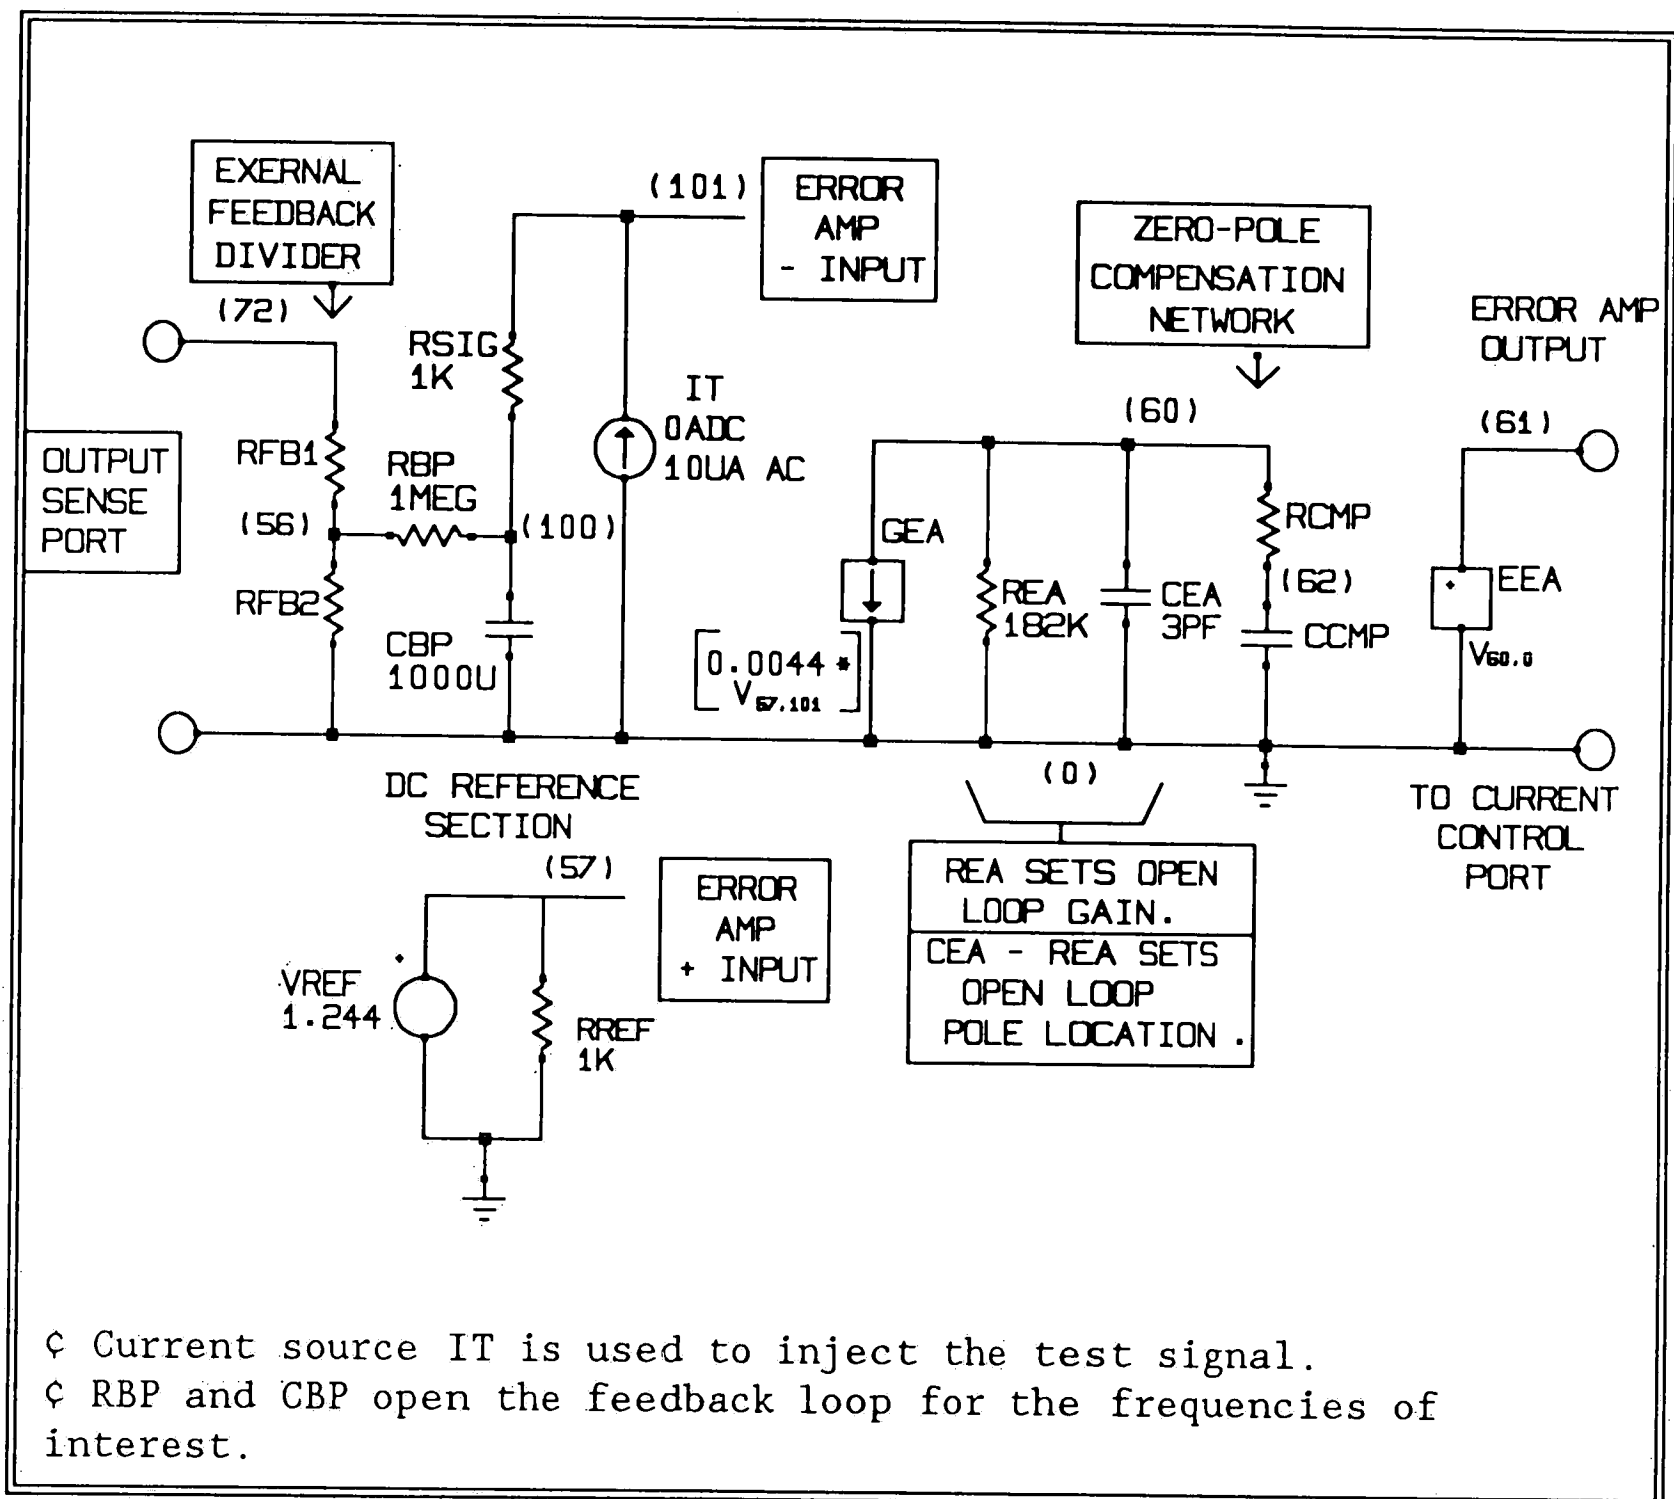 EXERNAL
FEEDBACK
DIVIDER
(72)
(101)
ERROR
AMP
- INPUT
ZERO-POLE
COMPENSATION
NETWORK
ERROR AMP
OUTPUT
RSIG
1K
IT
0ADC
10UA AC
(60)
(61)
OUTPUT
SENSE
PORT
RFB1
RBP
1MEG
(56)
(100)
RFB2
CBP
1000U
GEA
0.0044 *
V57.101
REA
182K
CEA
3PF
RCMP
(62)
CCMP
+
EEA
V60.0
DC REFERENCE
SECTION
(0)
TO CURRENT
CONTROL
PORT
(57)
ERROR
AMP
+ INPUT
REA SETS OPEN
LOOP GAIN.
CEA - REA SETS
OPEN LOOP
POLE LOCATION .
+
VREF
1.244
RREF
1K
¢ Current source IT is used to inject the test signal.
¢ RBP and CBP open the feedback loop for the frequencies of
interest.